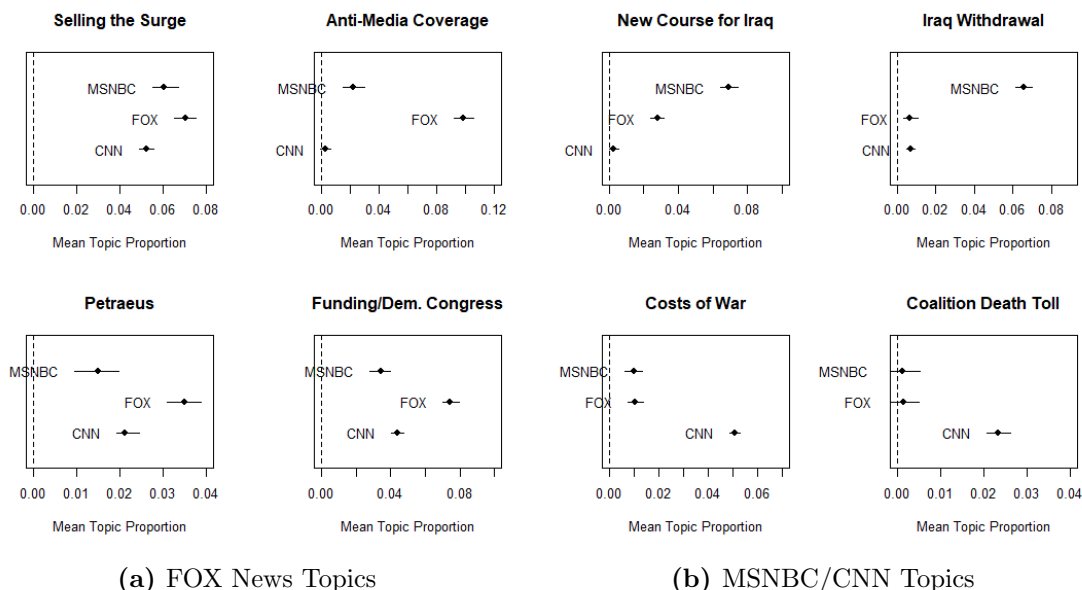 Selling the Surge
MSNBC
FOX
CNN
0.00 0.02 0.04 0.06 0.08
Mean Topic Proportion
Anti-Media Coverage
MSNBC
FOX
CNN
0.00 0.04 0.08 0.12
Mean Topic Proportion
Petraeus
MSNBC
FOX
CNN
0.00 0.01 0.02 0.03 0.04
Mean Topic Proportion
Funding/Dem. Congress
MSNBC
FOX
CNN
0.00 0.04 0.08
Mean Topic Proportion
(a) FOX News Topics
New Course for Iraq
MSNBC
FOX
CNN
0.00 0.04 0.08
Mean Topic Proportion
Iraq Withdrawal
MSNBC
FOX
CNN
0.00 0.02 0.04 0.06 0.08
Mean Topic Proportion
Costs of War
MSNBC
FOX
CNN
0.00 0.02 0.04 0.06
Mean Topic Proportion
Coalition Death Toll
MSNBC
FOX
CNN
0.00 0.01 0.02 0.03 0.04
Mean Topic Proportion
(b) MSNBC/CNN Topics